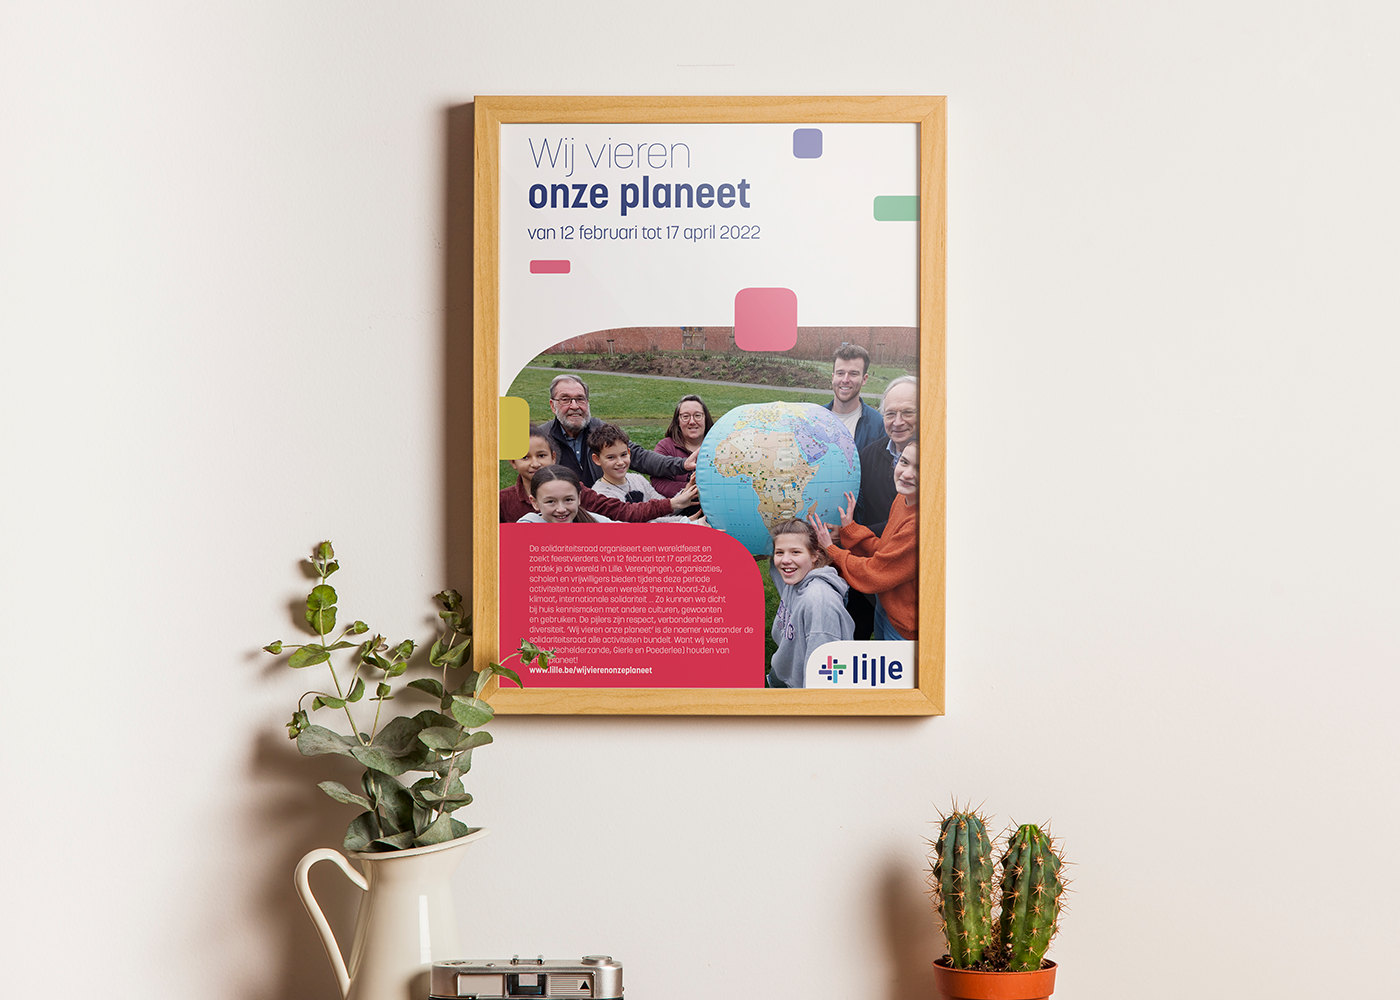 Wij vieren
onze planeet
van 12 februari tot 17 april 2022
De solidariteitsraad organiseert een wereldfeest en
zoekt feestvierders. Van 12 februari tot 17 april 2022
ontdek je de wereld in Lille. Verenigingen, organisaties,
scholen en vrijwilligers bieden tijdens deze periode
activiteiten aan rond een werelds thema: Noord-Zuid,
klimaat, internationale solidariteit ... Zo kunnen we dicht
bij huis kennismaken met andere culturen, gewoonten
en gebruiken. De pijlers zijn respect, verbondenheid en
diversiteit. 'Wij vieren onze planeet' is de noemer waaronder de
solidariteitsraad alle activiteiten bundelt. Want wij vieren
Wechelderzande, Gierle en Poederlee) houden van
planeet!
www.lille.be/wijvierenonzeplaneet
lille